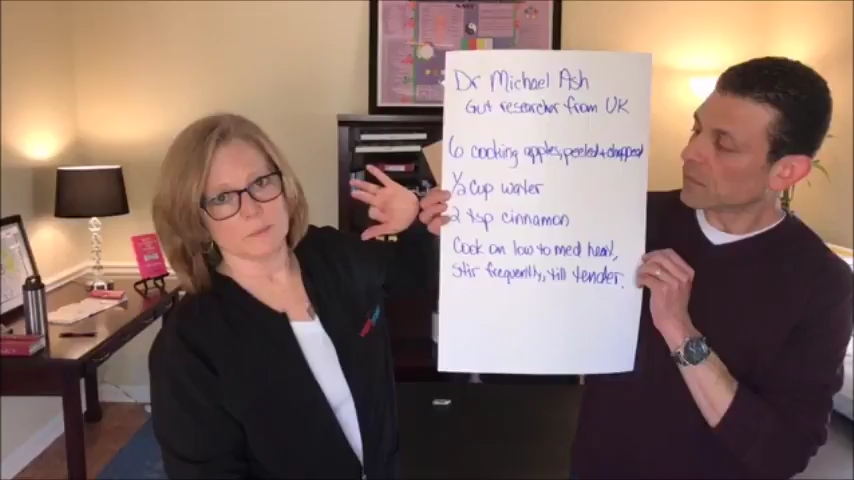 Dr Michael Ash
Gut researcher from UK
6 cooking apples, peeled + chopped
½ cup water
2 tsp cinnamon
Cook on low to med heat,
stir frequently, till tender.